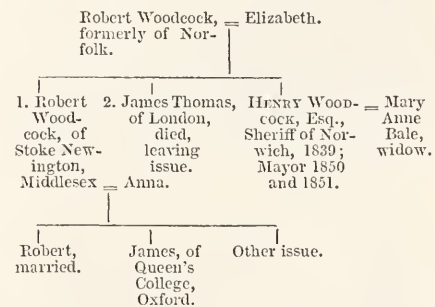 Robert Woodcock, = Elizabeth.
formerly of Nor-
folk.
1. Robert
Wood-
cock, of
Stoke New-
ington,
Middlesex = Anna.
2. James Thomas,
of London,
died,
leaving
issue.
HENRY WOOD-
COCK, Esq.,
Sheriff of Nor-
wich, 1839;
Mayor 1850
and 1851.
= Mary
Anne
Bale,
widow.
Robert,
married.
James, of
Queen's
College,
Oxford.
Other issue.